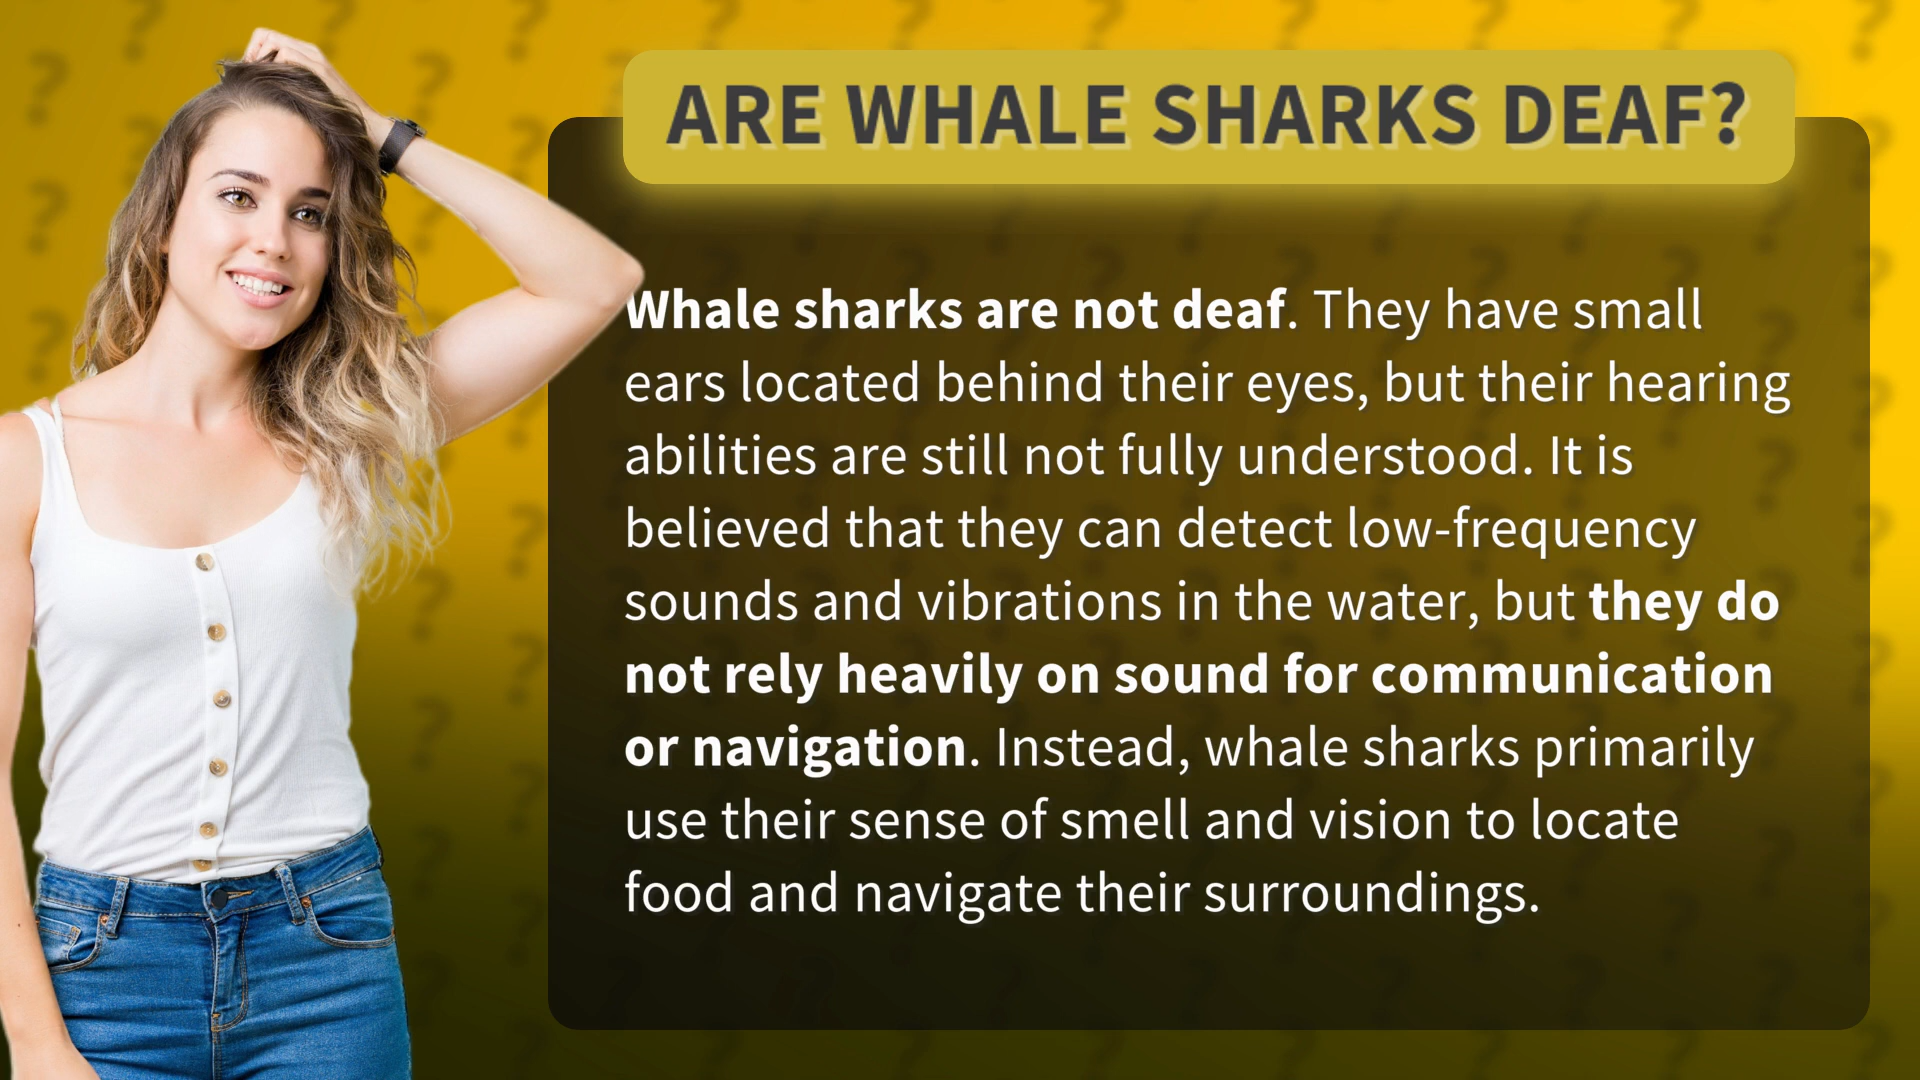 ARE WHALE SHARKS DEAF?
Whale sharks are not deaf. They have small
ears located behind their eyes, but their hearing
abilities are still not fully understood. It is
believed that they can detect low-frequency
sounds and vibrations in the water, but they do
not rely heavily on sound for communication
or navigation. Instead, whale sharks primarily
use their sense of smell and vision to locate
food and navigate their surroundings.